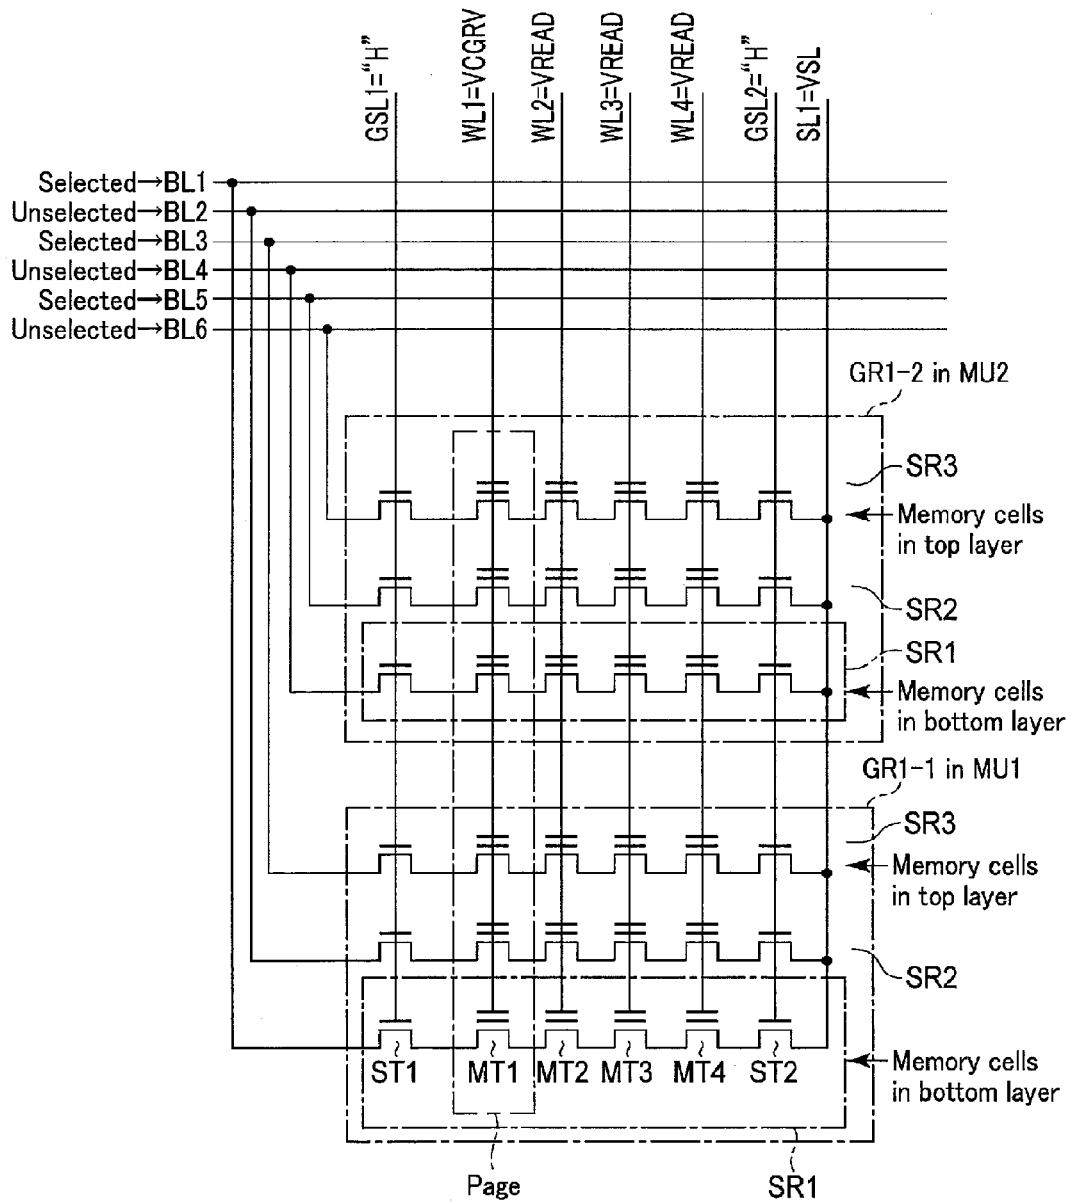 GSL1="H"
WL1=VCGRV
WL2=VREAD
WL3=VREAD
WL4=VREAD
GSL2="H"
SL1=VSL
Selected→BL1
Unselected→BL2
Selected→BL3
Unselected→BL4
Selected→BL5
Unselected→BL6
GR1-2 in MU2
SR3
Memory cells
in top layer
SR2
SR1
Memory cells
in bottom layer
GR1-1 in MU1
SR3
Memory cells
in top layer
SR2
ST1
MT1
MT2
MT3
MT4
ST2
Memory cells
in bottom layer
Page
SR1